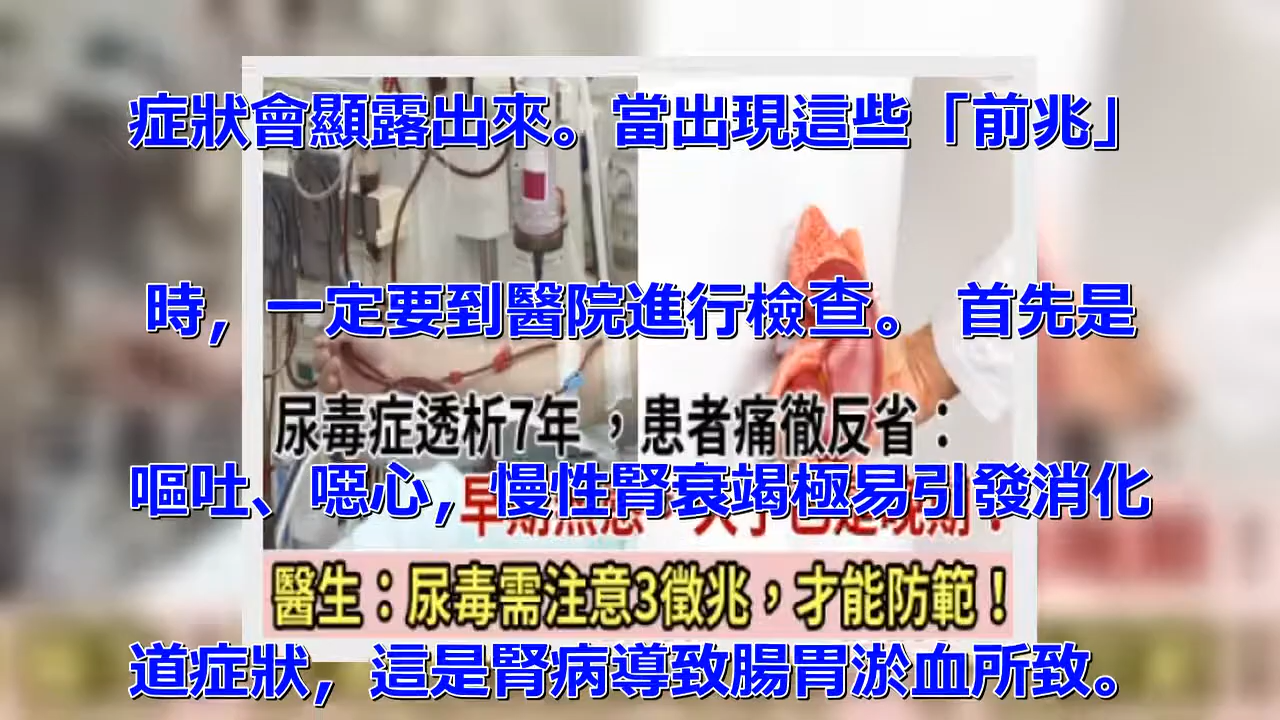 症狀會顯露出來。當出現這些「前兆」
時，一定要到醫院進行檢查。 首先是
尿毒症透析7年，患者痛徹反省：
嘔吐、噁心，慢性腎衰竭極易引發消化
醫生：尿毒需注意3徵兆，才能防範！
道症狀，這是腎病導致腸胃淤血所致。